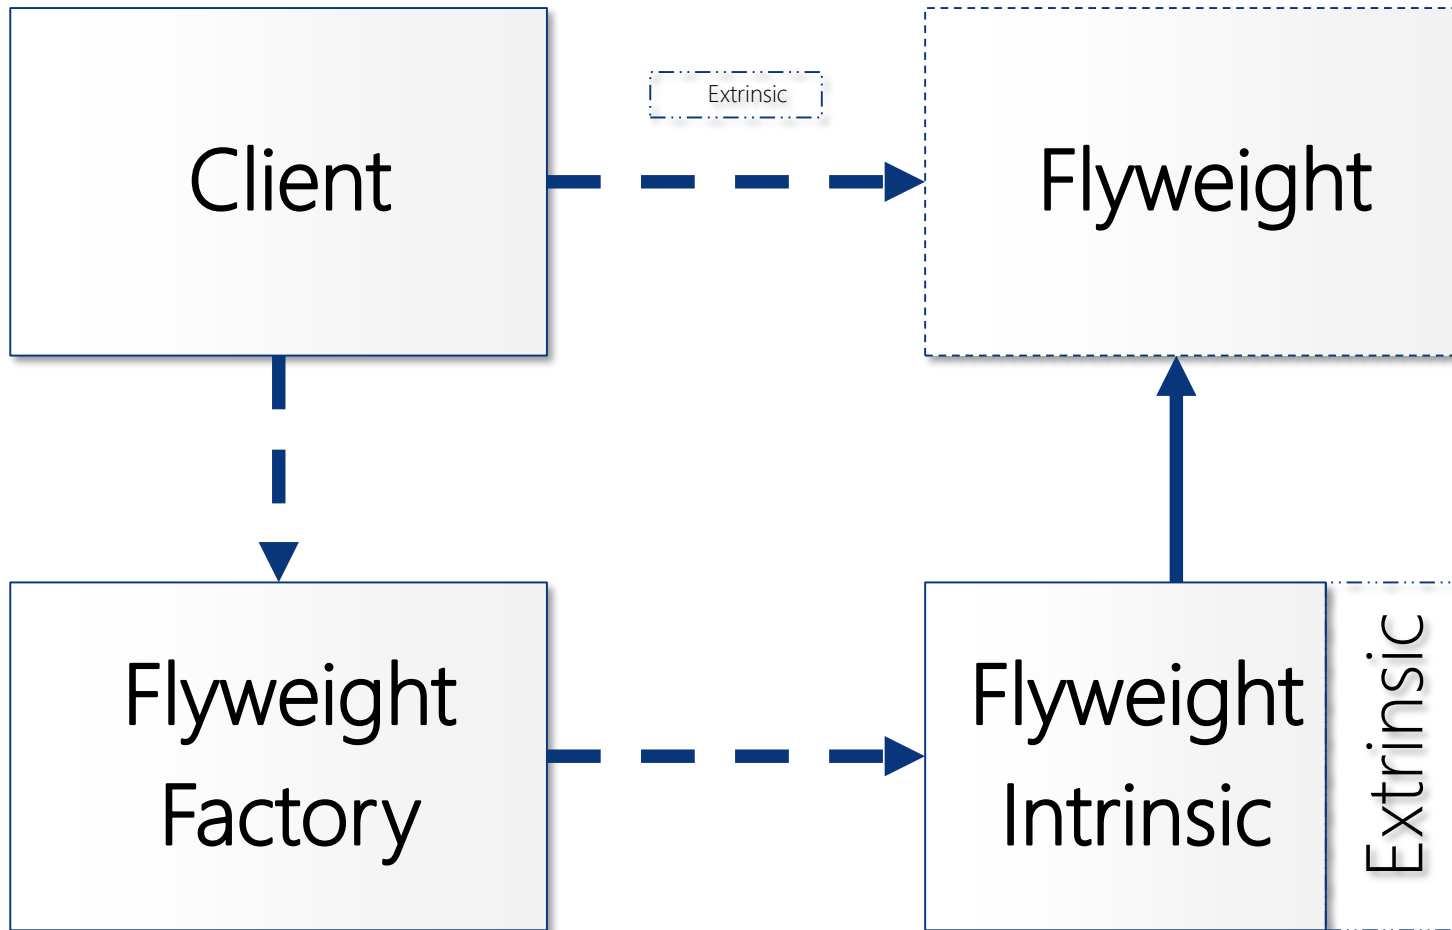 Client
Extrinsic
Flyweight
Flyweight
Factory
Flyweight
Intrinsic
Extrinsic